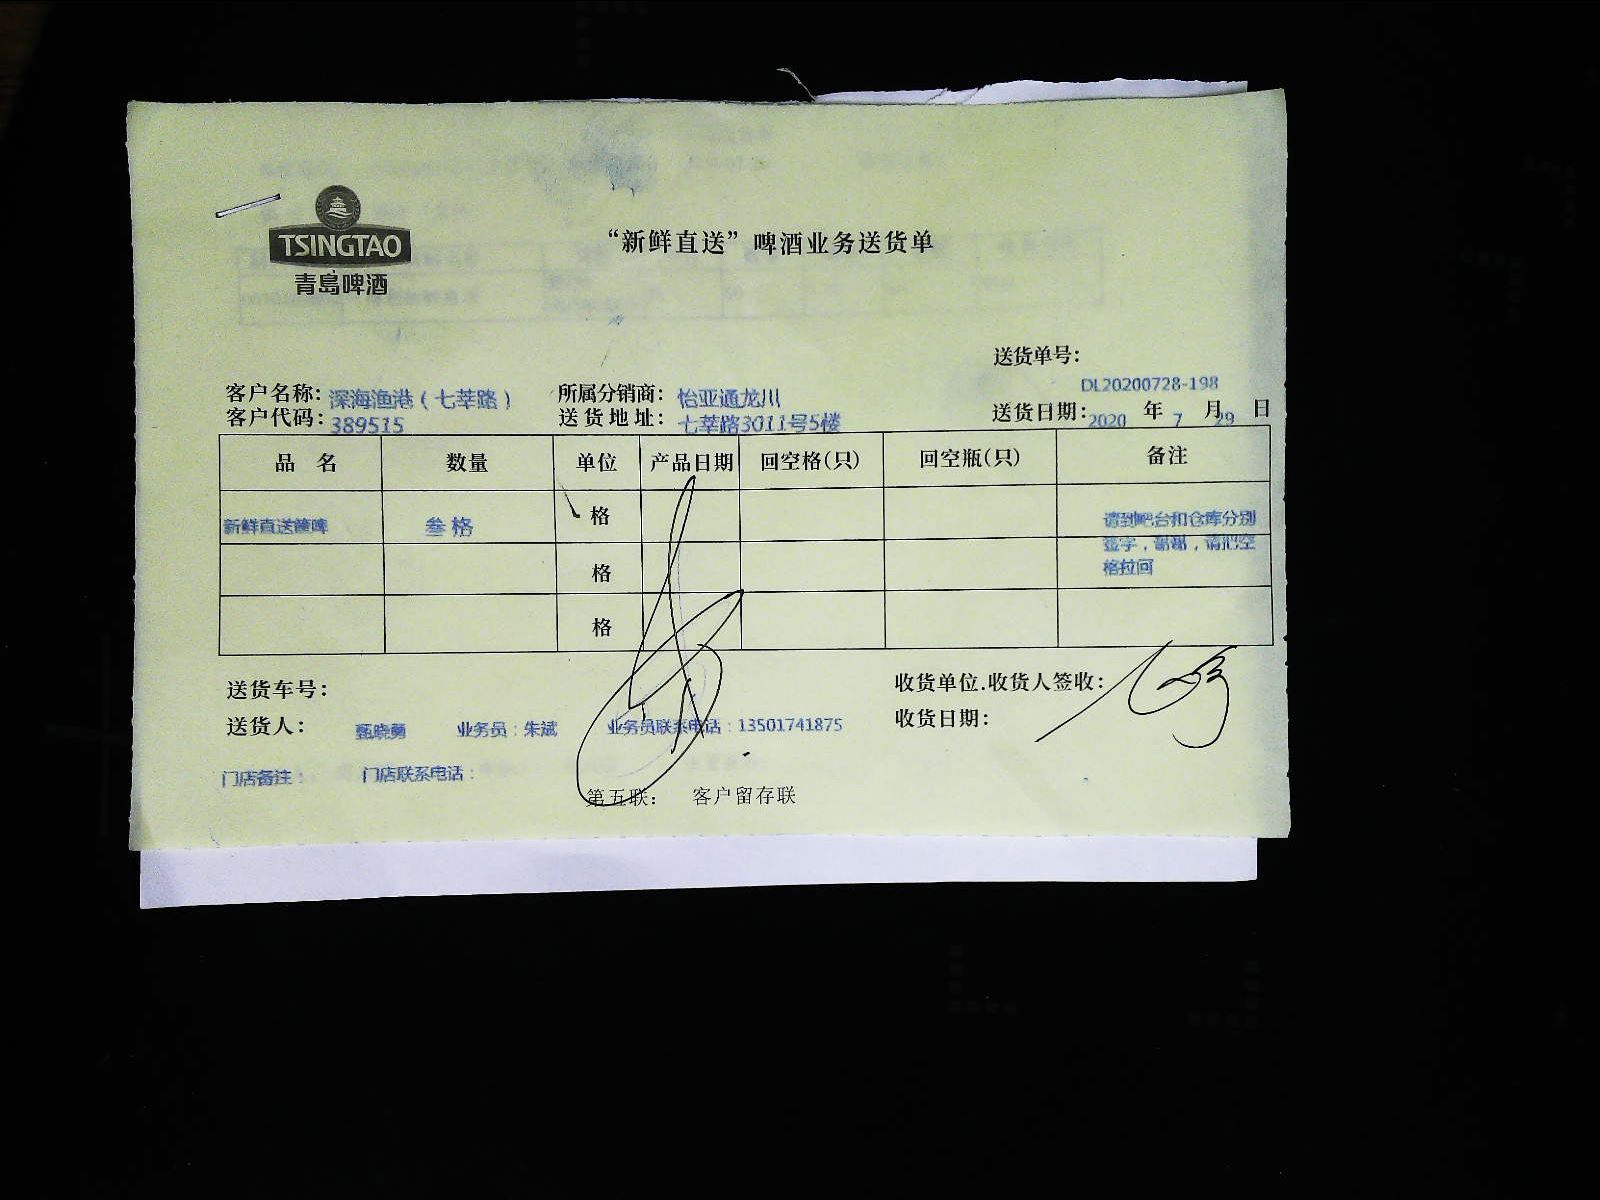 TSINGTAO
青島啤酒
“新鲜直送”啤酒业务送货单
送货单号：
DL20200728-198
客户名称：深海渔港（七莘路） 所属分销商：怡亚通龙川
客户代码：389515 送货地址：七莘路3011号5楼 送货日期：2020 年 7 月 29 日
品名 数量 单位 产品日期 回空格(只) 回空瓶(只) 备注
新鲜直送箍啤 叁格 格 请到吧台和仓库分别
签字，谢谢，请把空
格 格拉回
格
送货车号： 收货单位.收货人签收：
送货人： 甄晓勇 业务员：朱斌 业务员联系电话：13501741875 收货日期：
门店备注： 门店联系电话：
第五联： 客户留存联